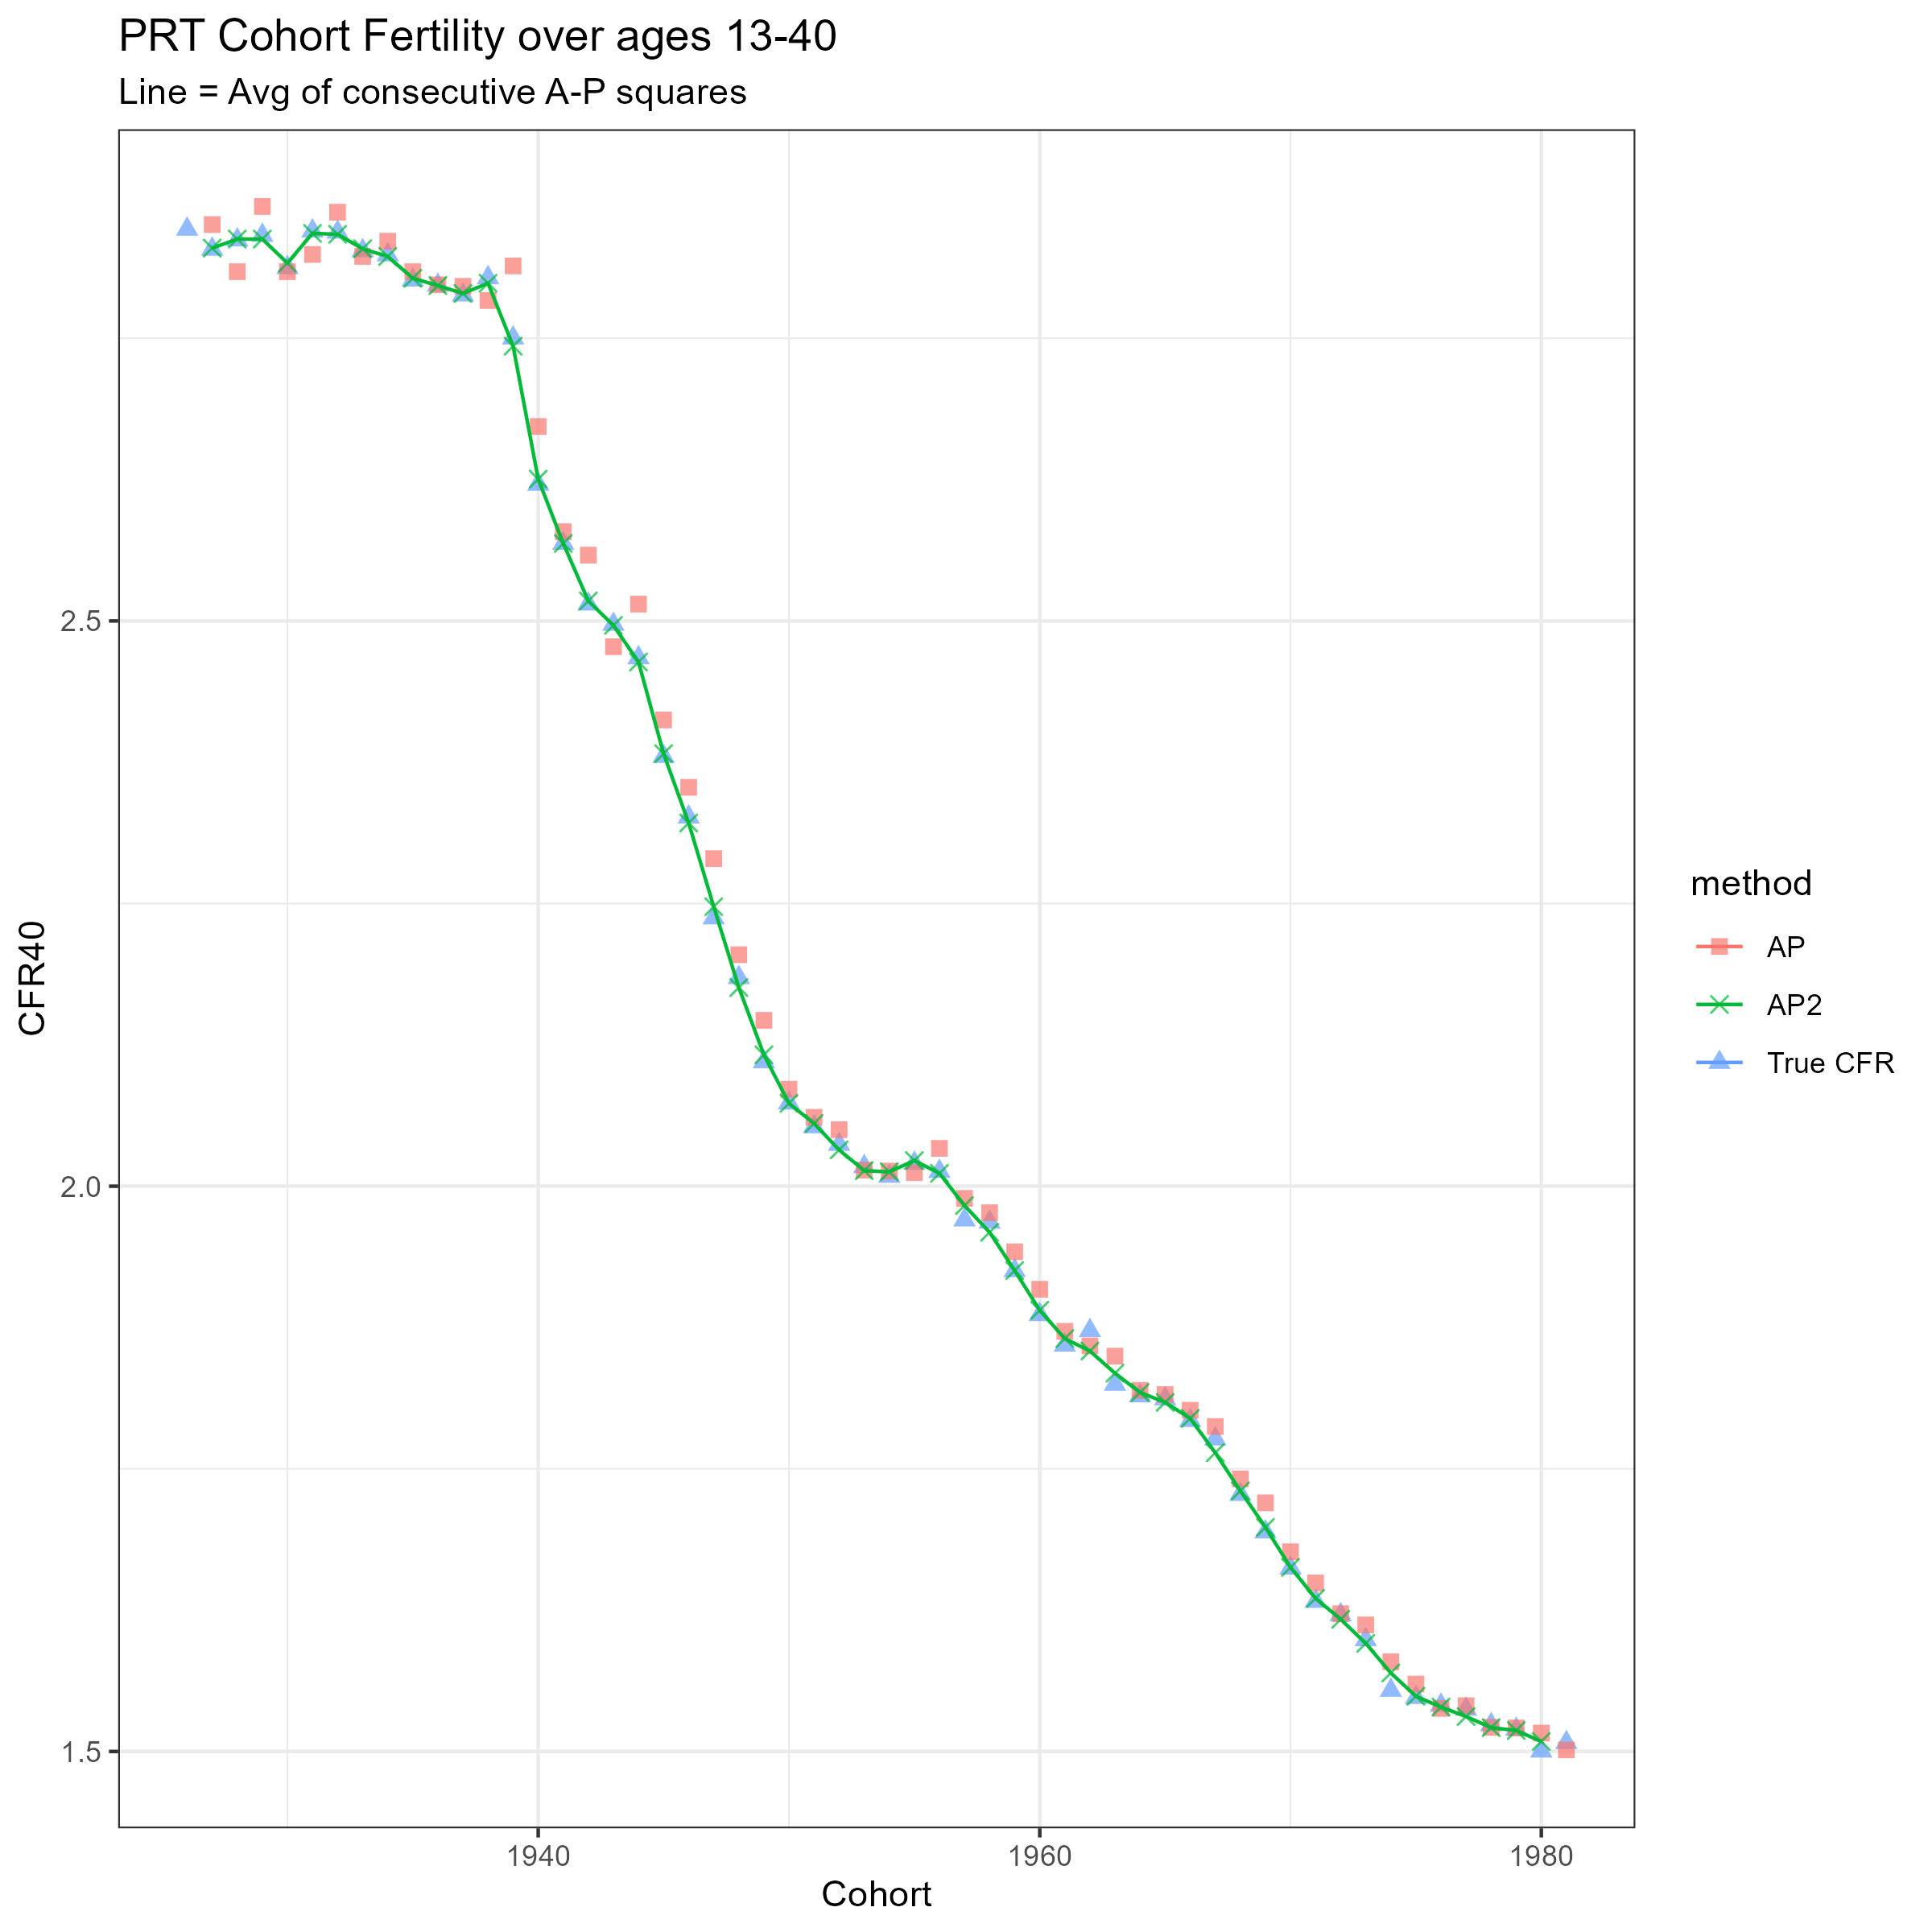 PRT Cohort Fertility over ages 13-40
Line = Avg of consecutive A-P squares
2.5
2.0
1.5
CFR40
1940
1960
1980
Cohort
method
AP
AP2
True CFR